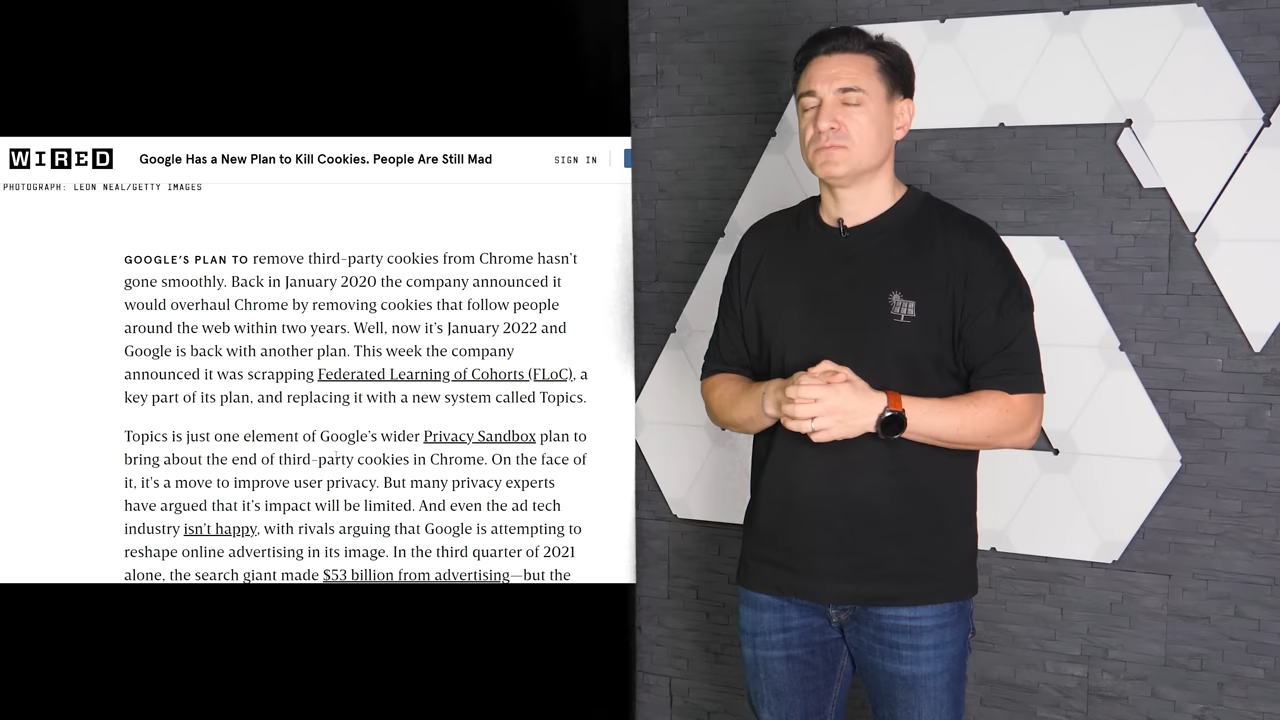 WIRED
Google Has a New Plan to Kill Cookies. People Are Still Mad
SIGN IN
PHOTOGRAPH: LEON NEAL/GETTY IMAGES
GOOGLE'S PLAN TO remove third-party cookies from Chrome hasn't
gone smoothly. Back in January 2020 the company announced it
would overhaul Chrome by removing cookies that follow people
around the web within two years. Well, now it's January 2022 and
Google is back with another plan. This week the company
announced it was scrapping Federated Learning of Cohorts (FLoC), a
key part of its plan, and replacing it with a new system called Topics.
Topics is just one element of Google's wider Privacy Sandbox plan to
bring about the end of third-party cookies in Chrome. On the face of
it, it's a move to improve user privacy. But many privacy experts
have argued that it's impact will be limited. And even the ad tech
industry isn't happy, with rivals arguing that Google is attempting to
reshape online advertising in its image. In the third quarter of 2021
alone, the search giant made $53 billion from advertising—but the